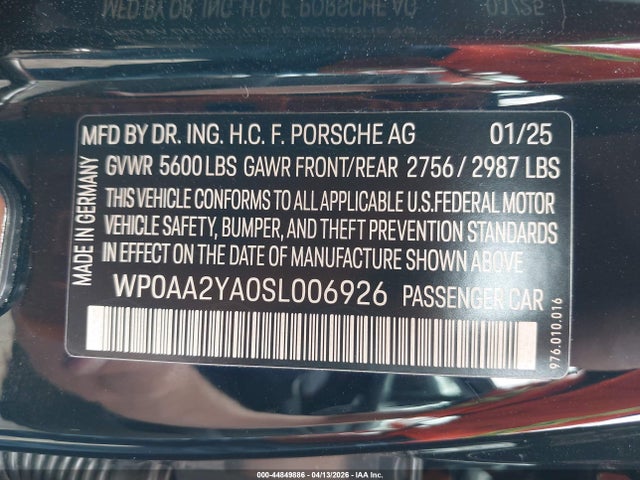 MFD BY DR. ING. H.C. F. PORSCHE AG 01/25
GVWR 5600 LBS GAWR FRONT/REAR 2756 / 2987 LBS
THIS VEHICLE CONFORMS TO ALL APPLICABLE U.S.FEDERAL MOTOR
VEHICLE SAFETY, BUMPER, AND THEFT PREVENTION STANDARDS
IN EFFECT ON THE DATE OF MANUFACTURE SHOWN ABOVE.
WP0AA2YA0SL006926 PASSENGER CAR
MADE IN GERMANY
976.010.016
000-44849886 - 04/13/2026 - IAA Inc.